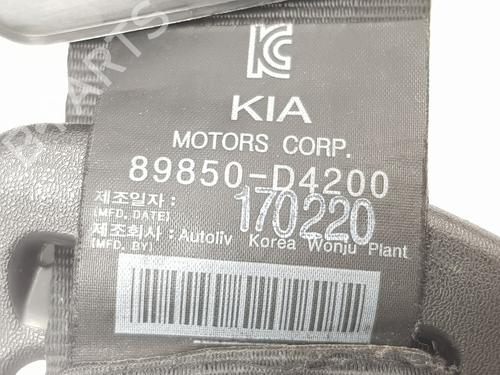 KC
KIA
MOTORS CORP.
89850-D4200
제조일자 :
(MFD. DATE)
170220
제조회사 : Autoliv Korea Wonju Plant
(MFD. BY)